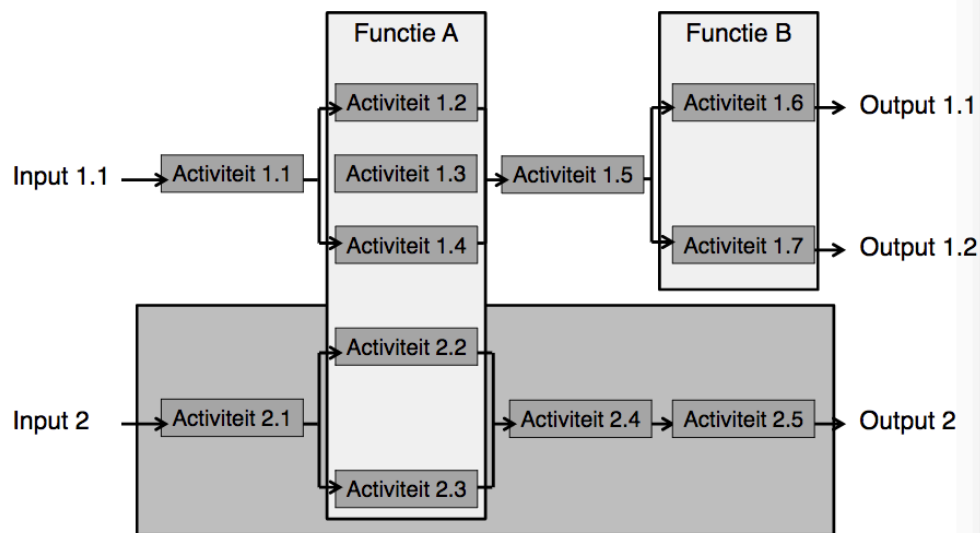 Functie A
Functie B
Activiteit 1.2
Activiteit 1.6
Output 1.1
Input 1.1
Activiteit 1.1
Activiteit 1.3
Activiteit 1.5
Activiteit 1.4
Activiteit 1.7
Output 1.2
Activiteit 2.2
Input 2
Activiteit 2.1
Activiteit 2.4
Activiteit 2.5
Output 2
Activiteit 2.3